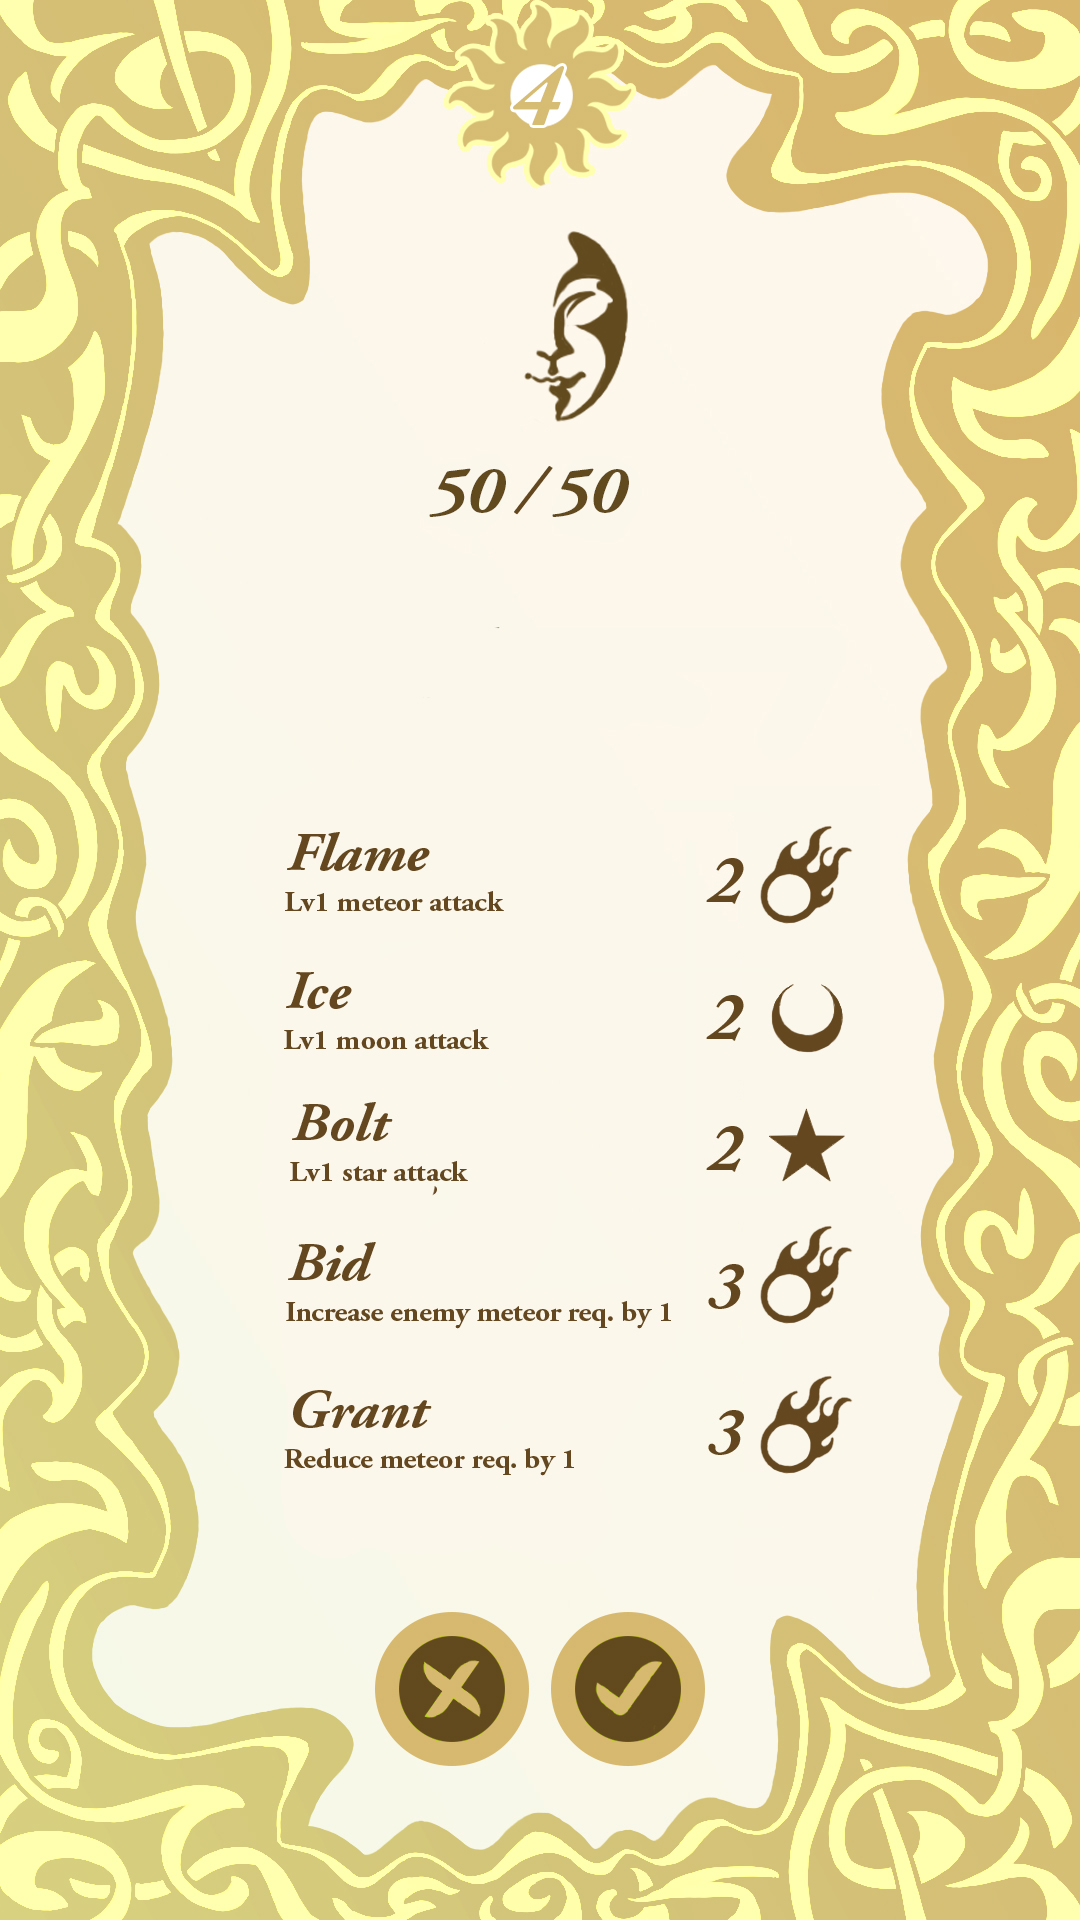 4
50/50
Flame
Lv1 meteor attack
2
Ice
Lv1 moon attack
2
Bolt
Lv1 star attack
2
Bid
Increase enemy meteor req. by 1
3
Grant
Reduce meteor req. by 1
3